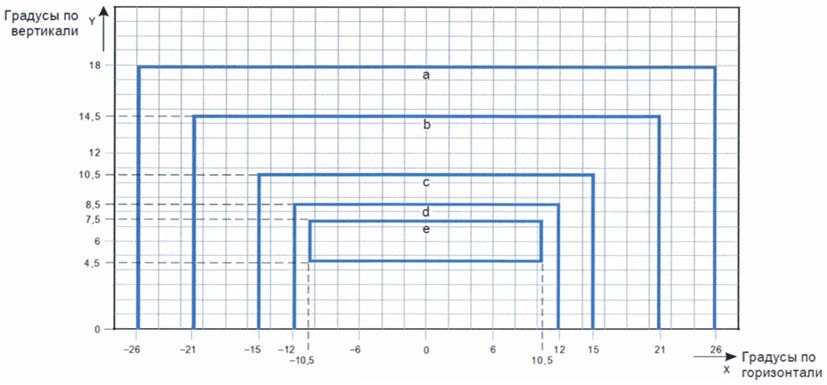 Градусы по
вертикали
Y
18
a
14,5
b
12
10,5
c
8,5
d
7,5
e
6
4,5
0
−26 −21 −15 −12 −6 0 6 12 15 21 26
−10,5 10,5
X
Градусы по
горизонтали